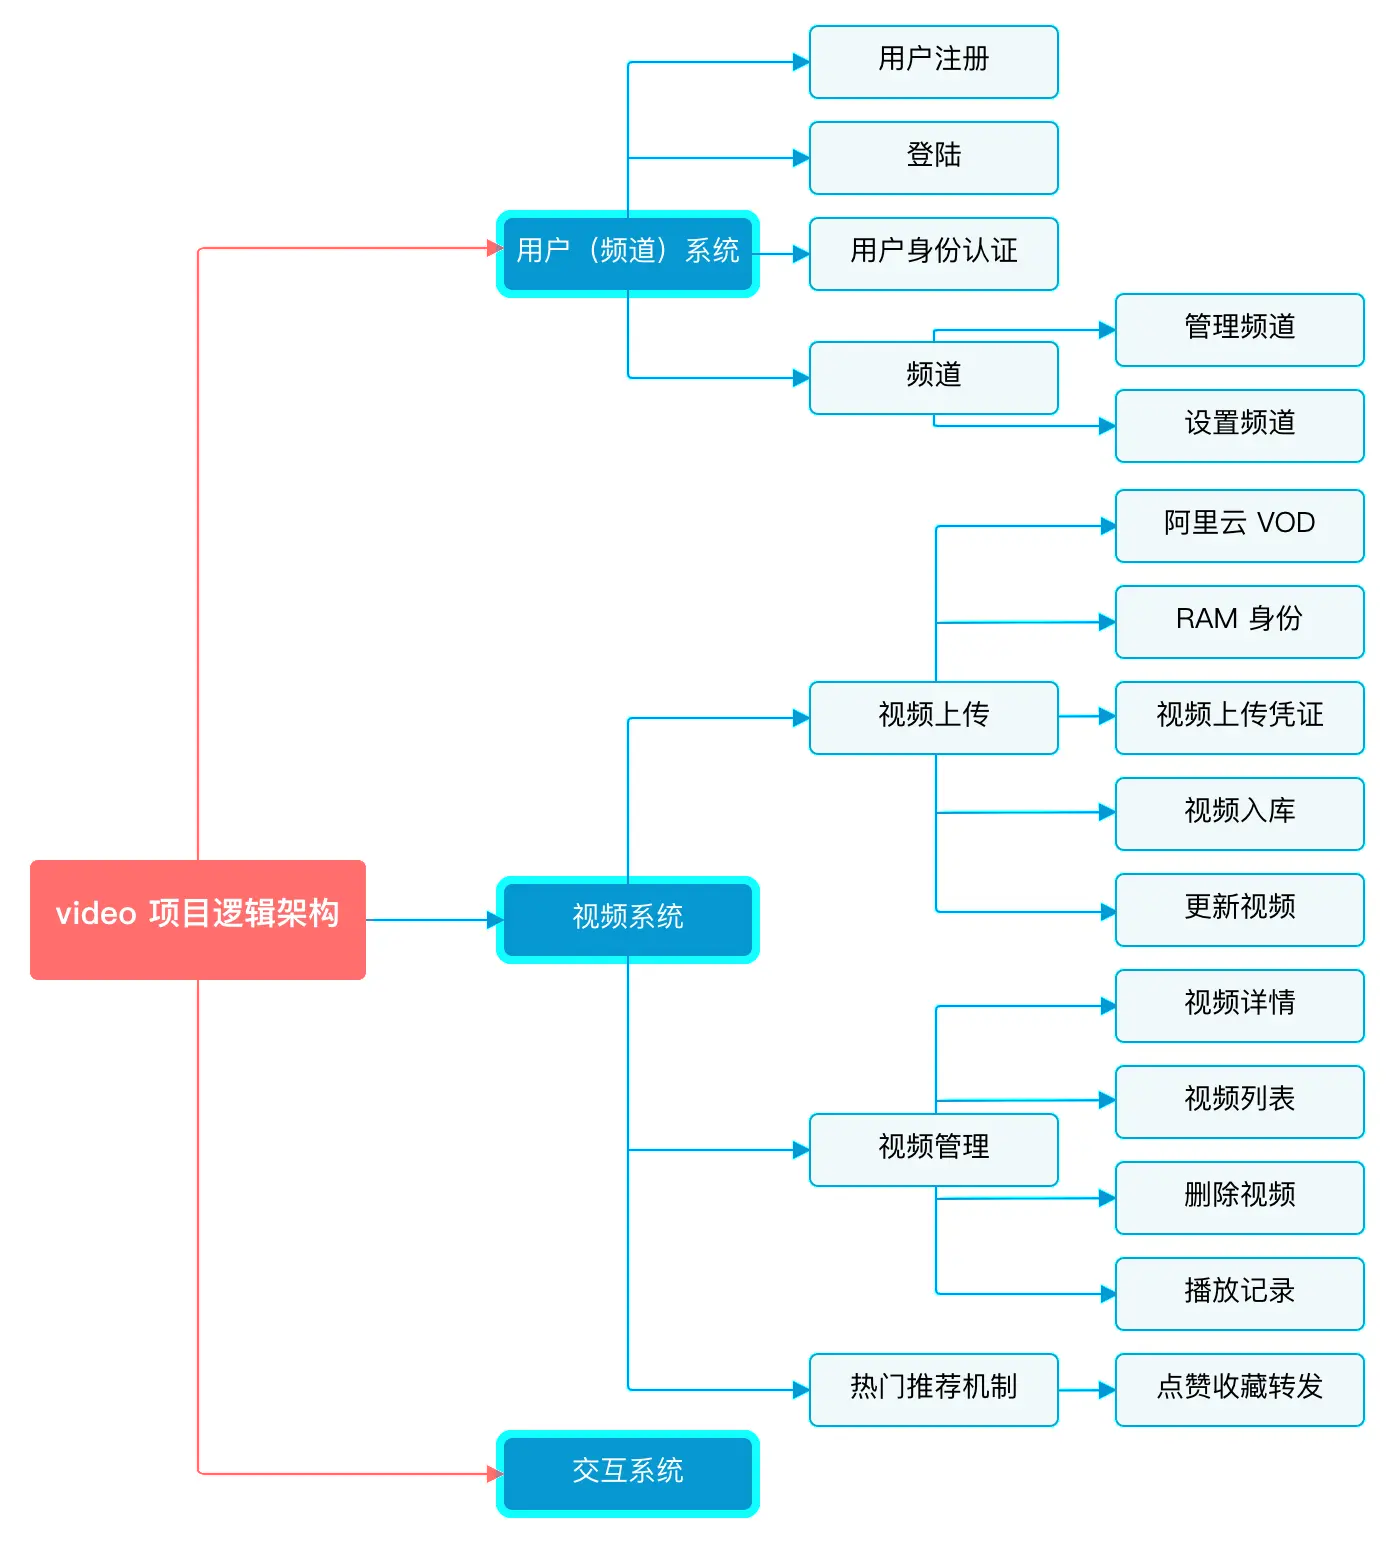 用户注册
登陆
用户（频道）系统
用户身份认证
管理频道
频道
设置频道
阿里云 VOD
RAM 身份
视频上传
视频上传凭证
视频入库
更新视频
video 项目逻辑架构
视频系统
视频详情
视频列表
视频管理
删除视频
播放记录
热门推荐机制
点赞收藏转发
交互系统